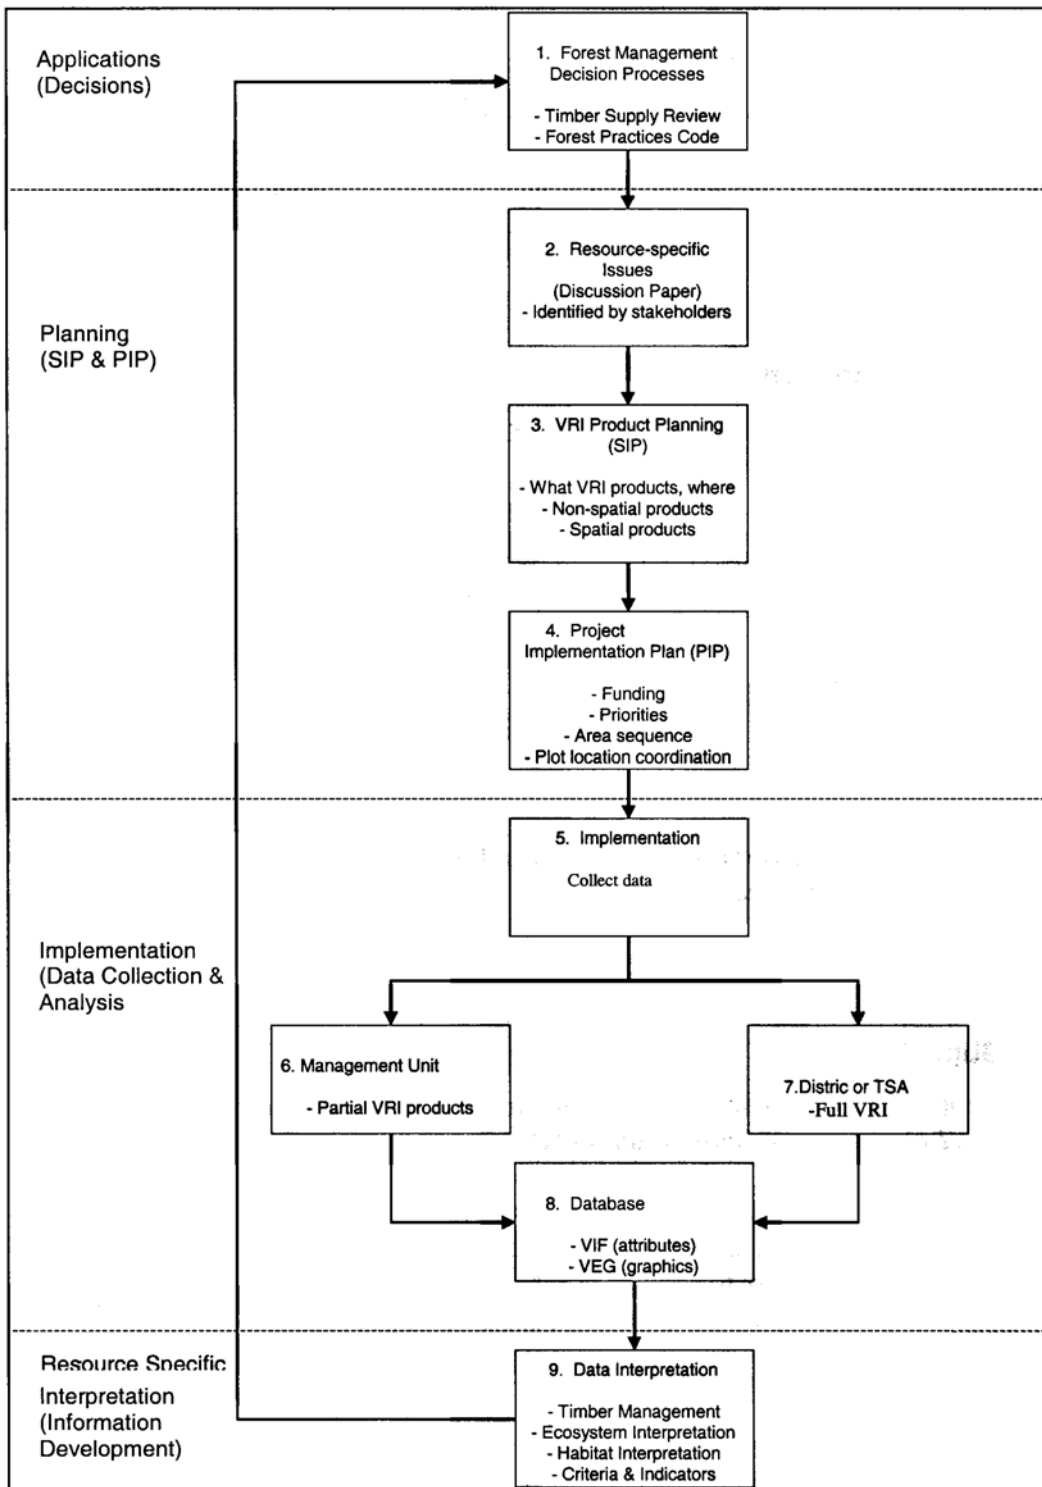 Applications
(Decisions)
1. Forest Management
Decision Processes
- Timber Supply Review
- Forest Practices Code
Planning
(SIP & PIP)
2. Resource-specific
Issues
(Discussion Paper)
- Identified by stakeholders
3. VRI Product Planning
(SIP)
- What VRI products, where
- Non-spatial products
- Spatial products
4. Project
Implementation Plan (PIP)
- Funding
- Priorities
- Area sequence
- Plot location coordination
Implementation
(Data Collection &
Analysis
5. Implementation
Collect data
6. Management Unit
- Partial VRI products
7.Distric or TSA
-Full VRI
8. Database
- VIF (attributes)
- VEG (graphics)
Resource Specific
Interpretation
(Information
Development)
9. Data Interpretation
- Timber Management
- Ecosystem Interpretation
- Habitat Interpretation
- Criteria & Indicators